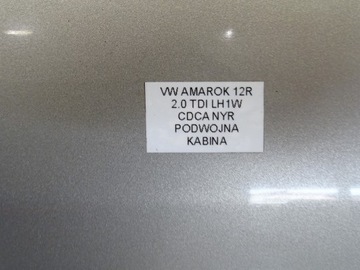 VW AMAROK 12R
2.0 TDI LH1W
CDCA NYR
PODWOJNA
KABINA